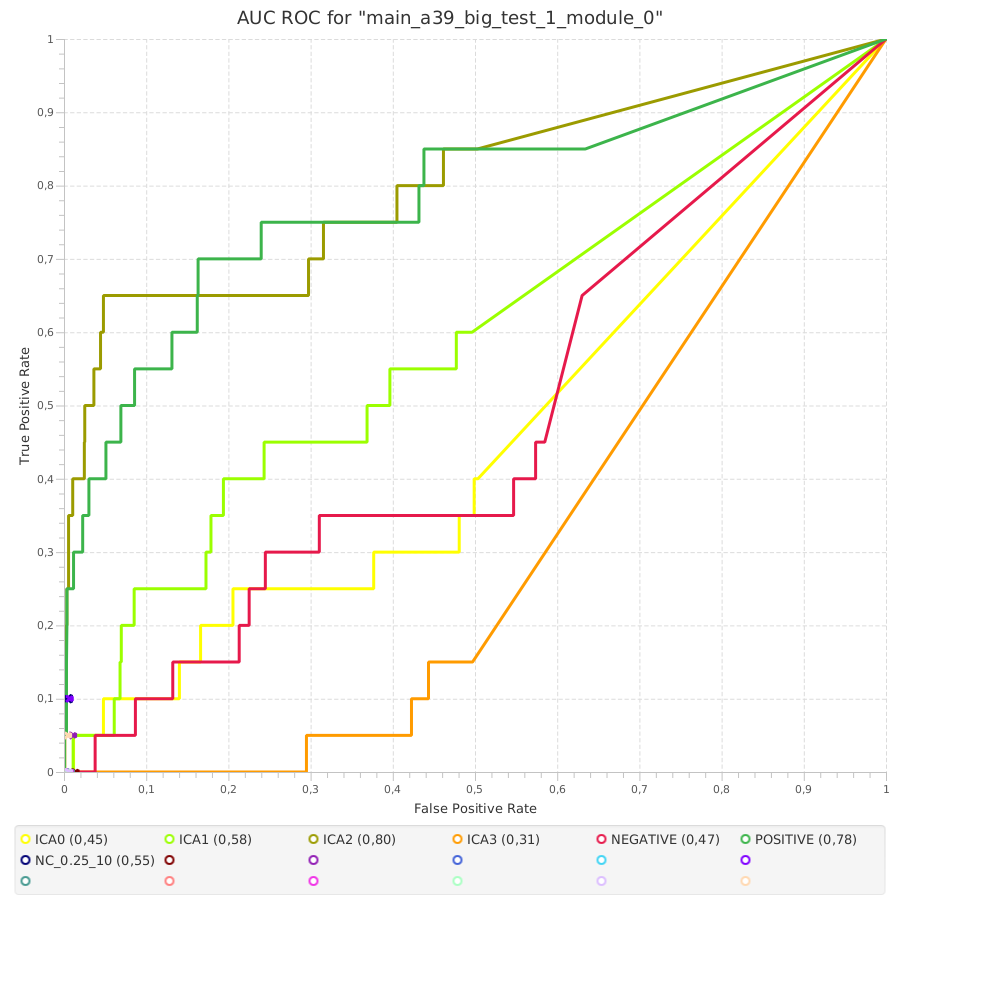 AUC ROC for "main_a39_big_test_1_module_0"
1
0,9
0,8
0,7
0,6
0,5
0,4
0,3
0,2
0,1
0
True Positive Rate
0 0,1 0,2 0,3 0,4 0,5 0,6 0,7 0,8 0,9 1
False Positive Rate
ICA0 (0,45) ICA1 (0,58) ICA2 (0,80) ICA3 (0,31) NEGATIVE (0,47) POSITIVE (0,78)
NC_0.25_10 (0,55)